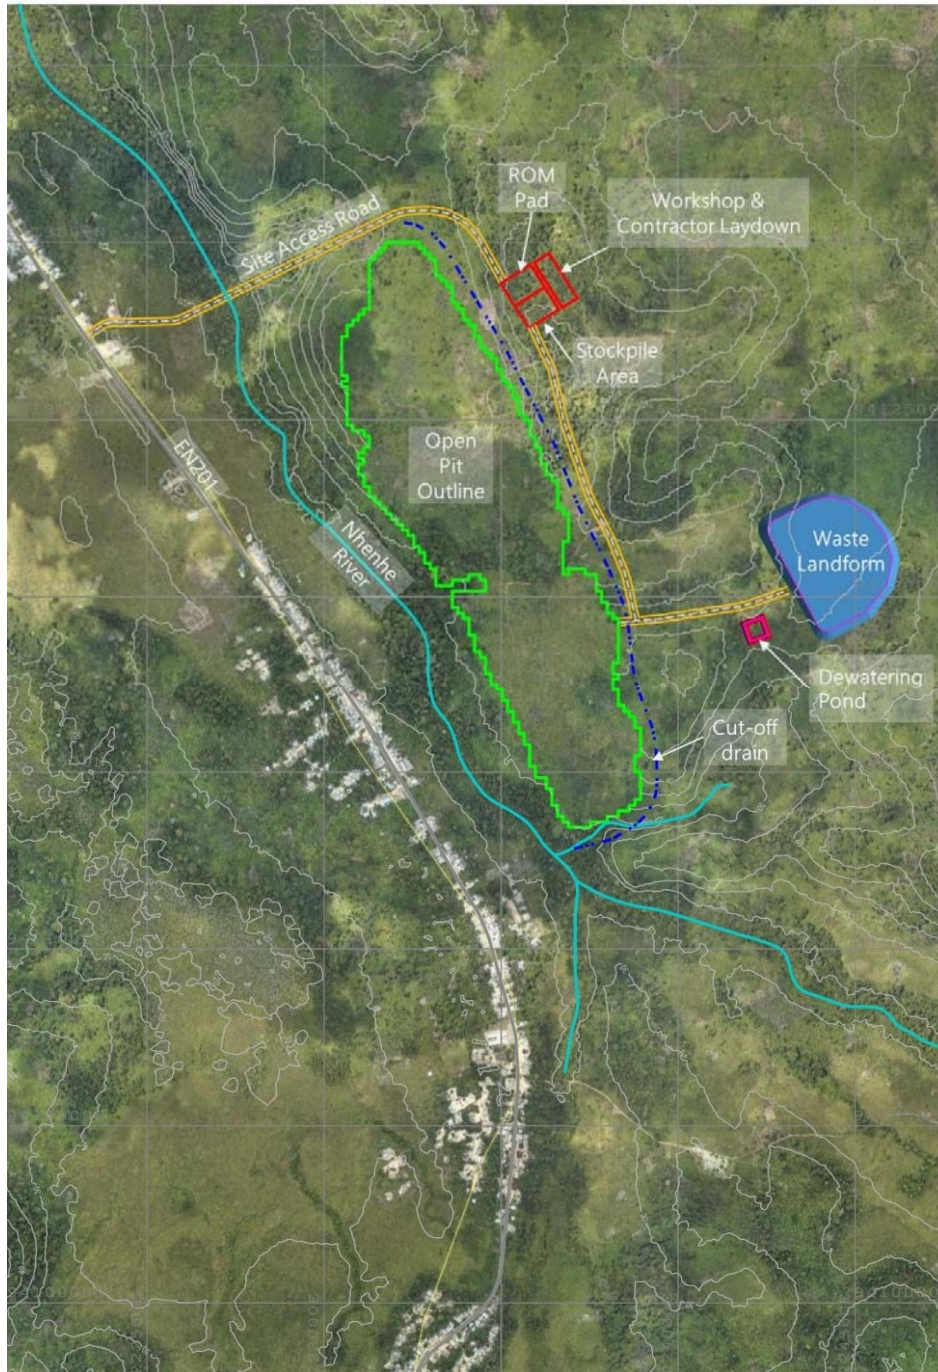 ROM
Pad
Workshop &
Contractor Laydown
Site Access Road
Stockpile
Area
Open
Pit
Outline
EN201
Nhenhe
River
Waste
Landform
Dewatering
Pond
Cut-off
drain